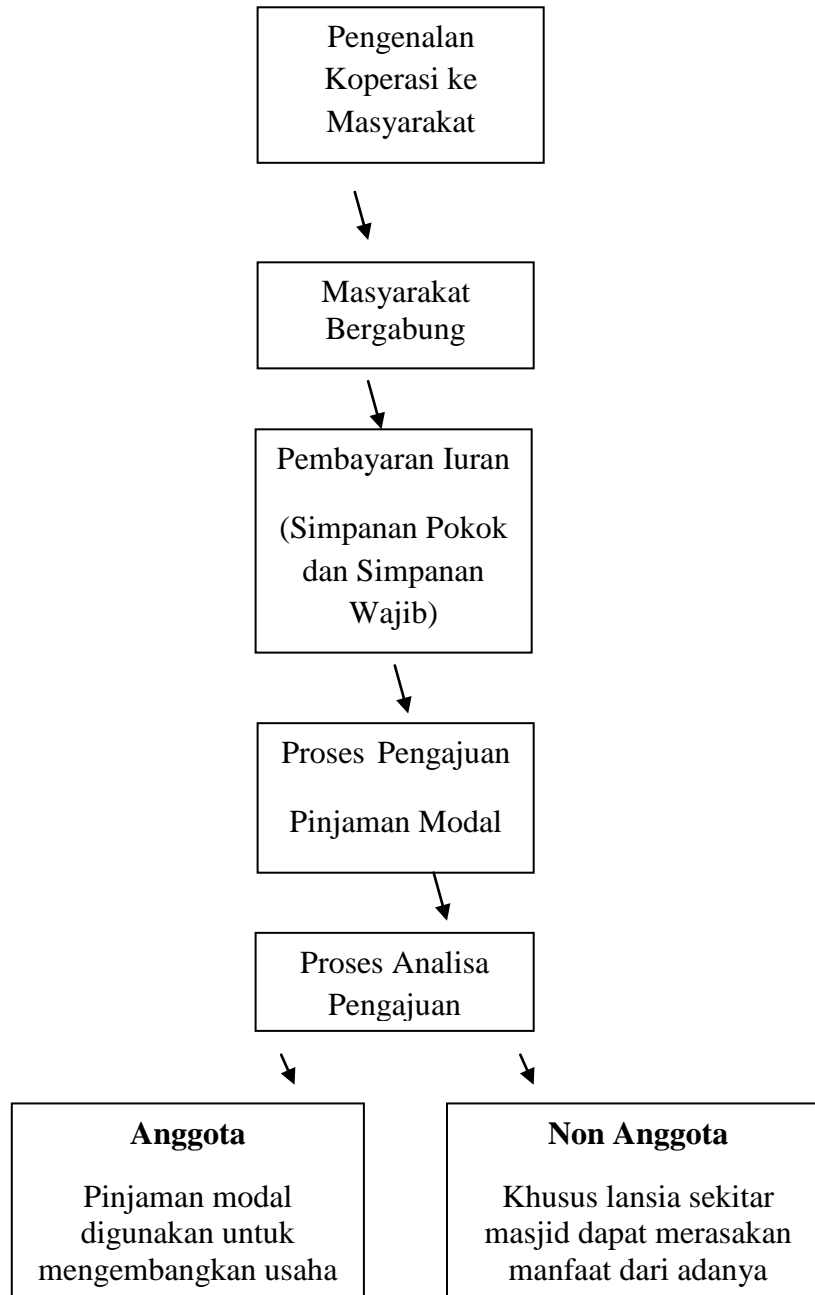 Pengenalan
Koperasi ke
Masyarakat
Masyarakat
Bergabung
Pembayaran Iuran
(Simpanan Pokok
dan Simpanan
Wajib)
Proses Pengajuan
Pinjaman Modal
Proses Analisa
Pengajuan
Anggota
Pinjaman modal
digunakan untuk
mengembangkan usaha
Non Anggota
Khusus lansia sekitar
masjid dapat merasakan
manfaat dari adanya